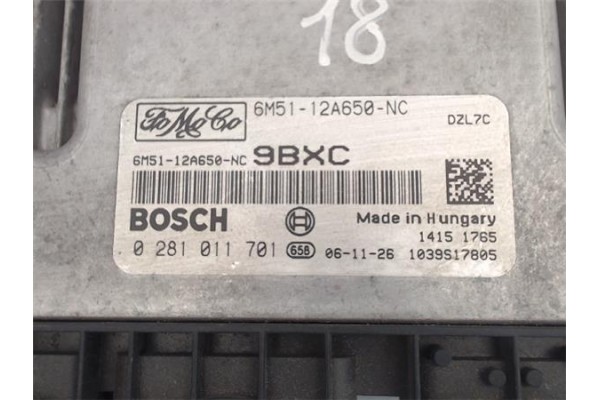 18
FoMoCo 6M51-12A650-NC
DZL7C
6M51-12A650-NC 9BXC
BOSCH Made in Hungary
1415 1765
0 281 011 701 G5B 06-11-26 1039S17805